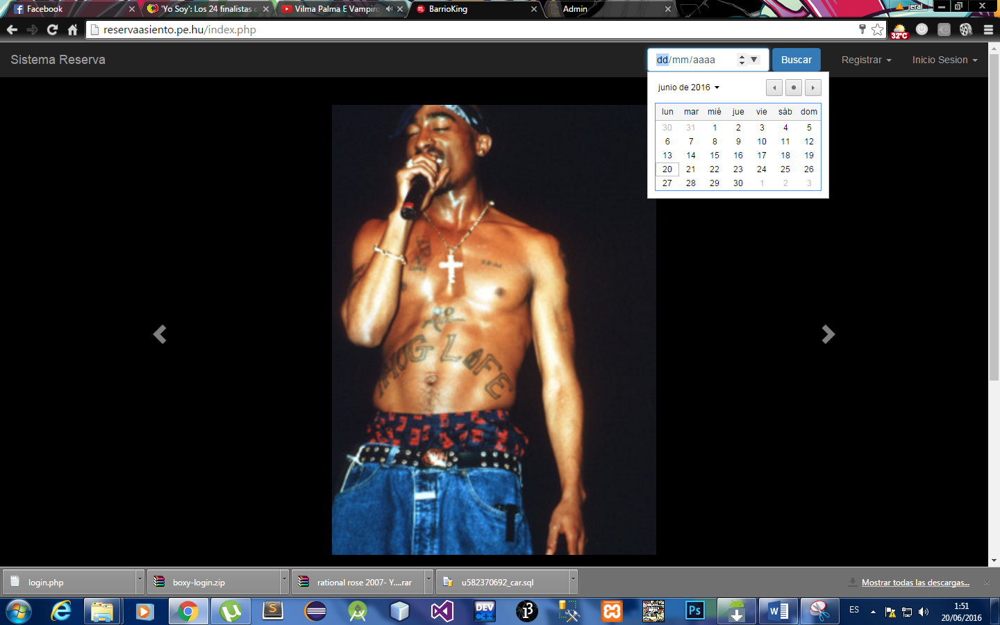 Facebook
'Yo Soy': Los 24 finalistas
Vilma Palma E Vampiro
BarrioKing
Admin
jeral
reservaasiento.pe.hu/index.php
32°C
Sistema Reserva
dd/mm/aaaa
Buscar
Registrar
Inicio Sesion
junio de 2016
lun mar mié jue vie sáb dom
30 31 1 2 3 4 5
6 7 8 9 10 11 12
13 14 15 16 17 18 19
20 21 22 23 24 25 26
27 28 29 30 1 2 3
THUG LIFE
login.php
boxy-login.zip
rational rose 2007- Y....rar
u582370692_car.sql
Mostrar todas las descargas...
S
DEV
C++
Ps
W
ES
1:51
20/06/2016